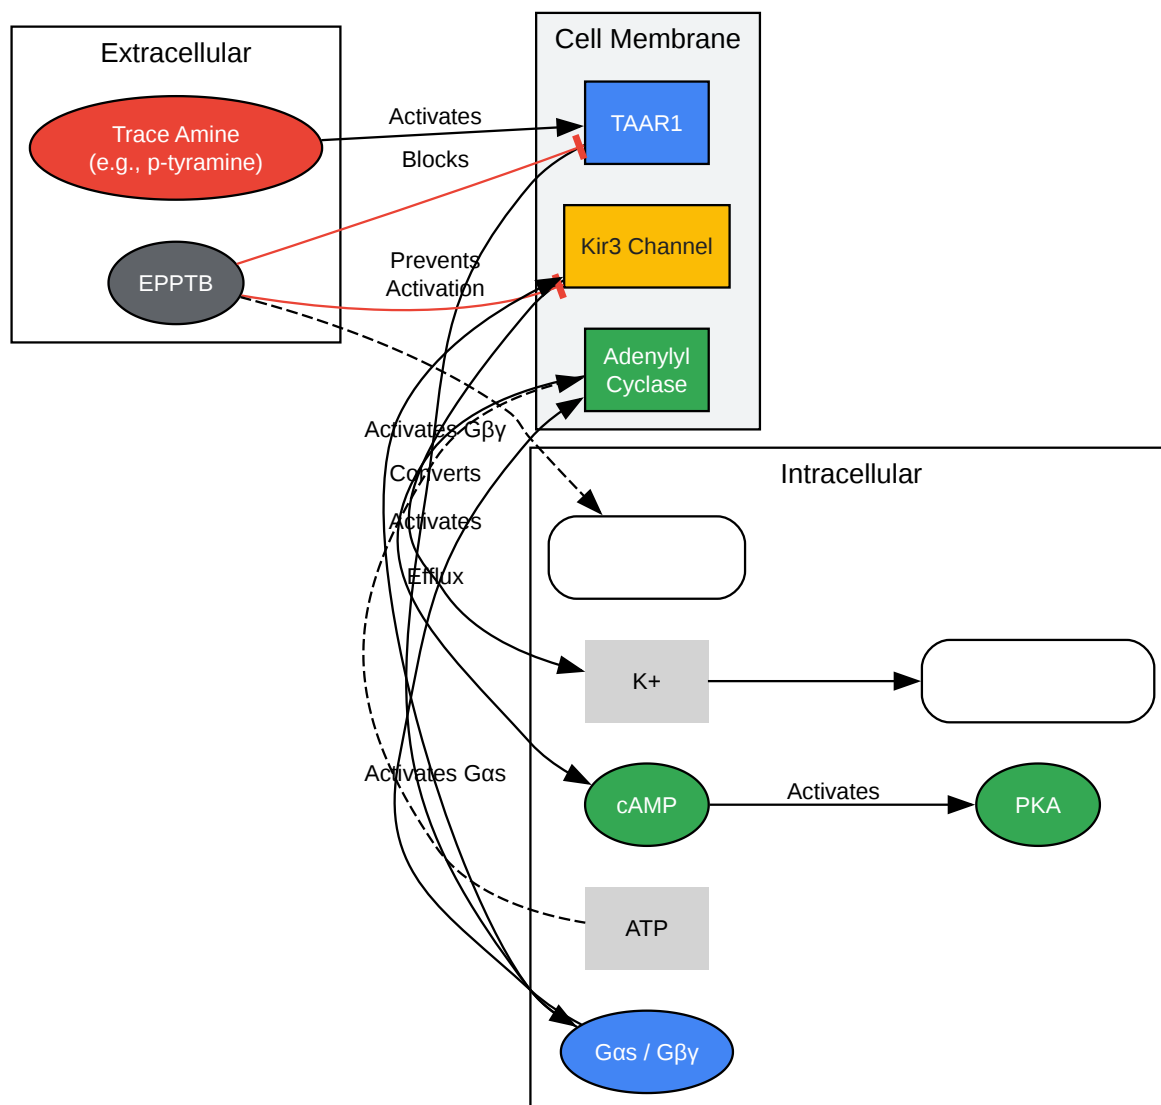 Extracellular
Cell Membrane
Trace Amine
(e.g., p-tyramine)
Activates
TAAR1
Blocks
Kir3 Channel
EPPTB
Prevents
Activation
Adenylyl
Cyclase
Activates Gβγ
Converts
Intracellular
Activates
Efflux
K+
Activates Gαs
cAMP
Activates
PKA
ATP
Gαs / Gβγ